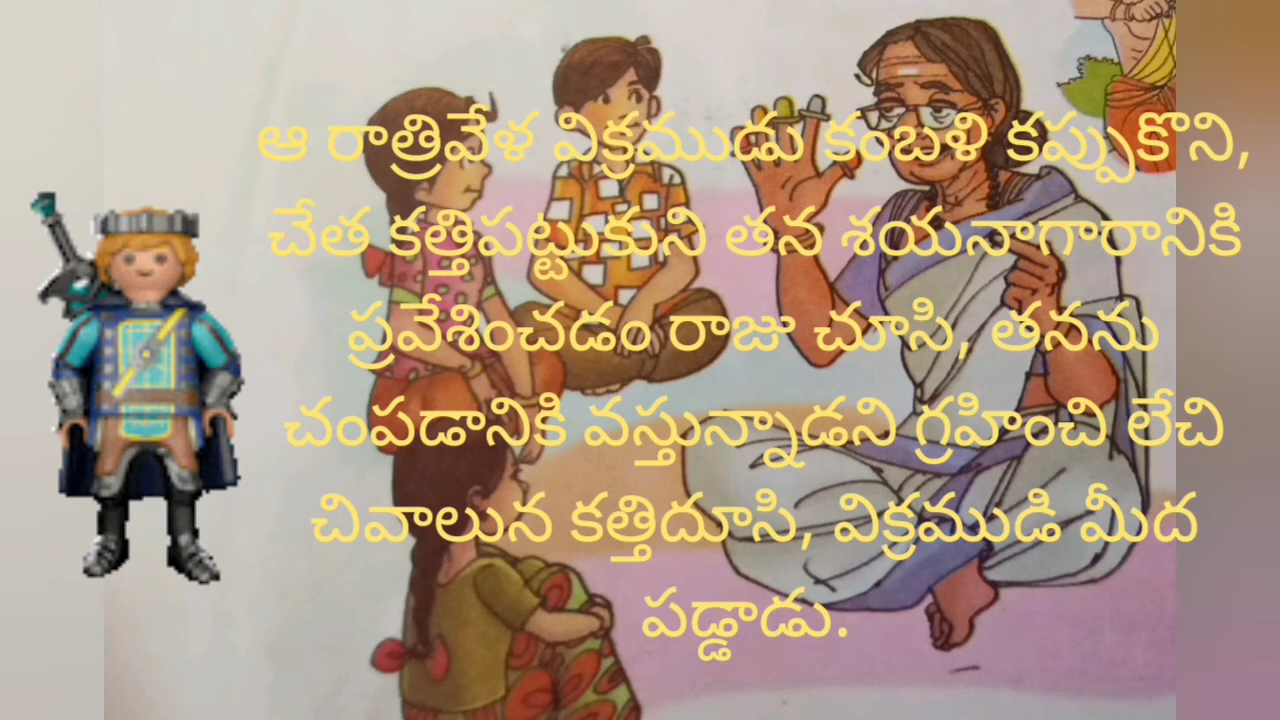 ఆ రాత్రివేళ విక్రముడు కంబళి కప్పుకొని,
చేత కత్తిపట్టుకుని తన శయనాగారానికి
ప్రవేశించడం రాజు చూసి, తనను
చంపడానికి వస్తున్నాడని గ్రహించి లేచి
చివాలున కత్తిదూసి, విక్రముడి మీద
పడ్డాడు.